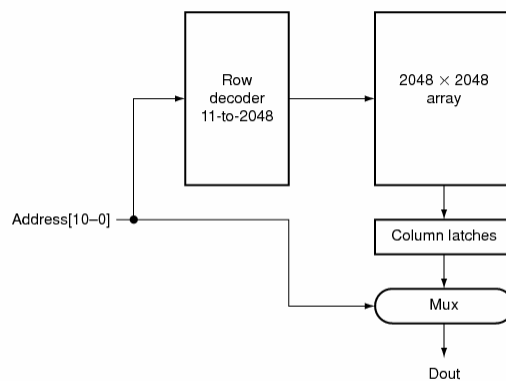 Row
decoder
11-to-2048
2048 × 2048
array
Address[10–0]
Column latches
Mux
Dout